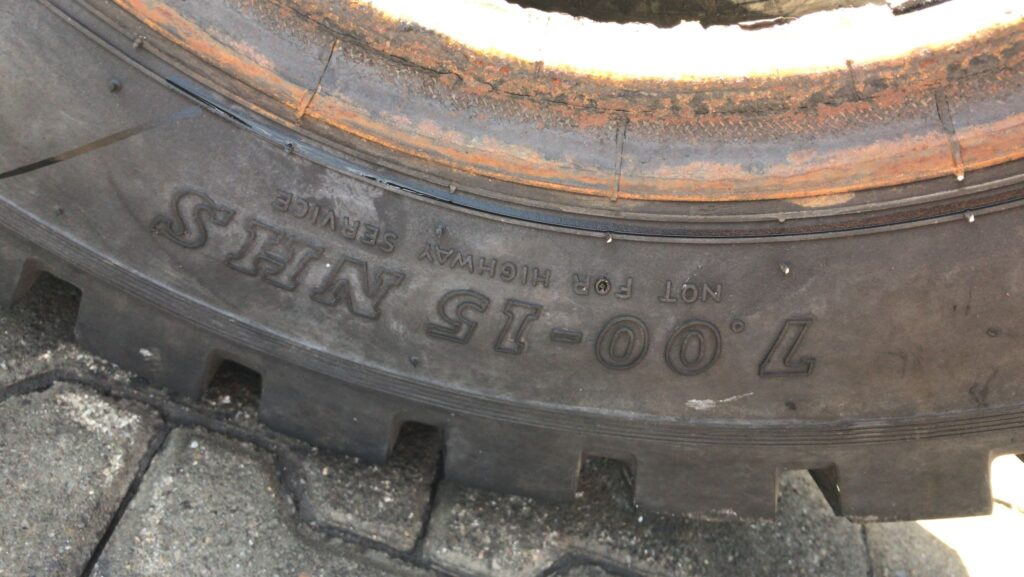 7.00-15 NHS
NOT FOR HIGHWAY SERVICE